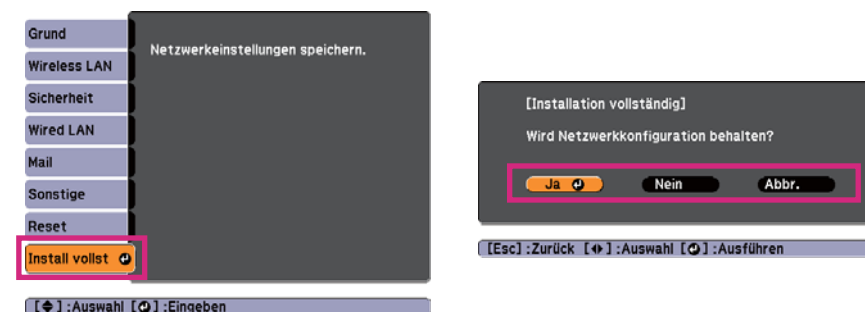 Grund
Wireless LAN
Sicherheit
Wired LAN
Mail
Sonstige
Reset
Install vollst
Netzwerkeinstellungen speichern.
[ ] :Auswahl [ ] :Eingeben
[Installation vollständig]
Wird Netzwerkkonfiguration behalten?
Ja Nein Abbr.
[Esc] :Zurück [ ] :Auswahl [ ] :Ausführen